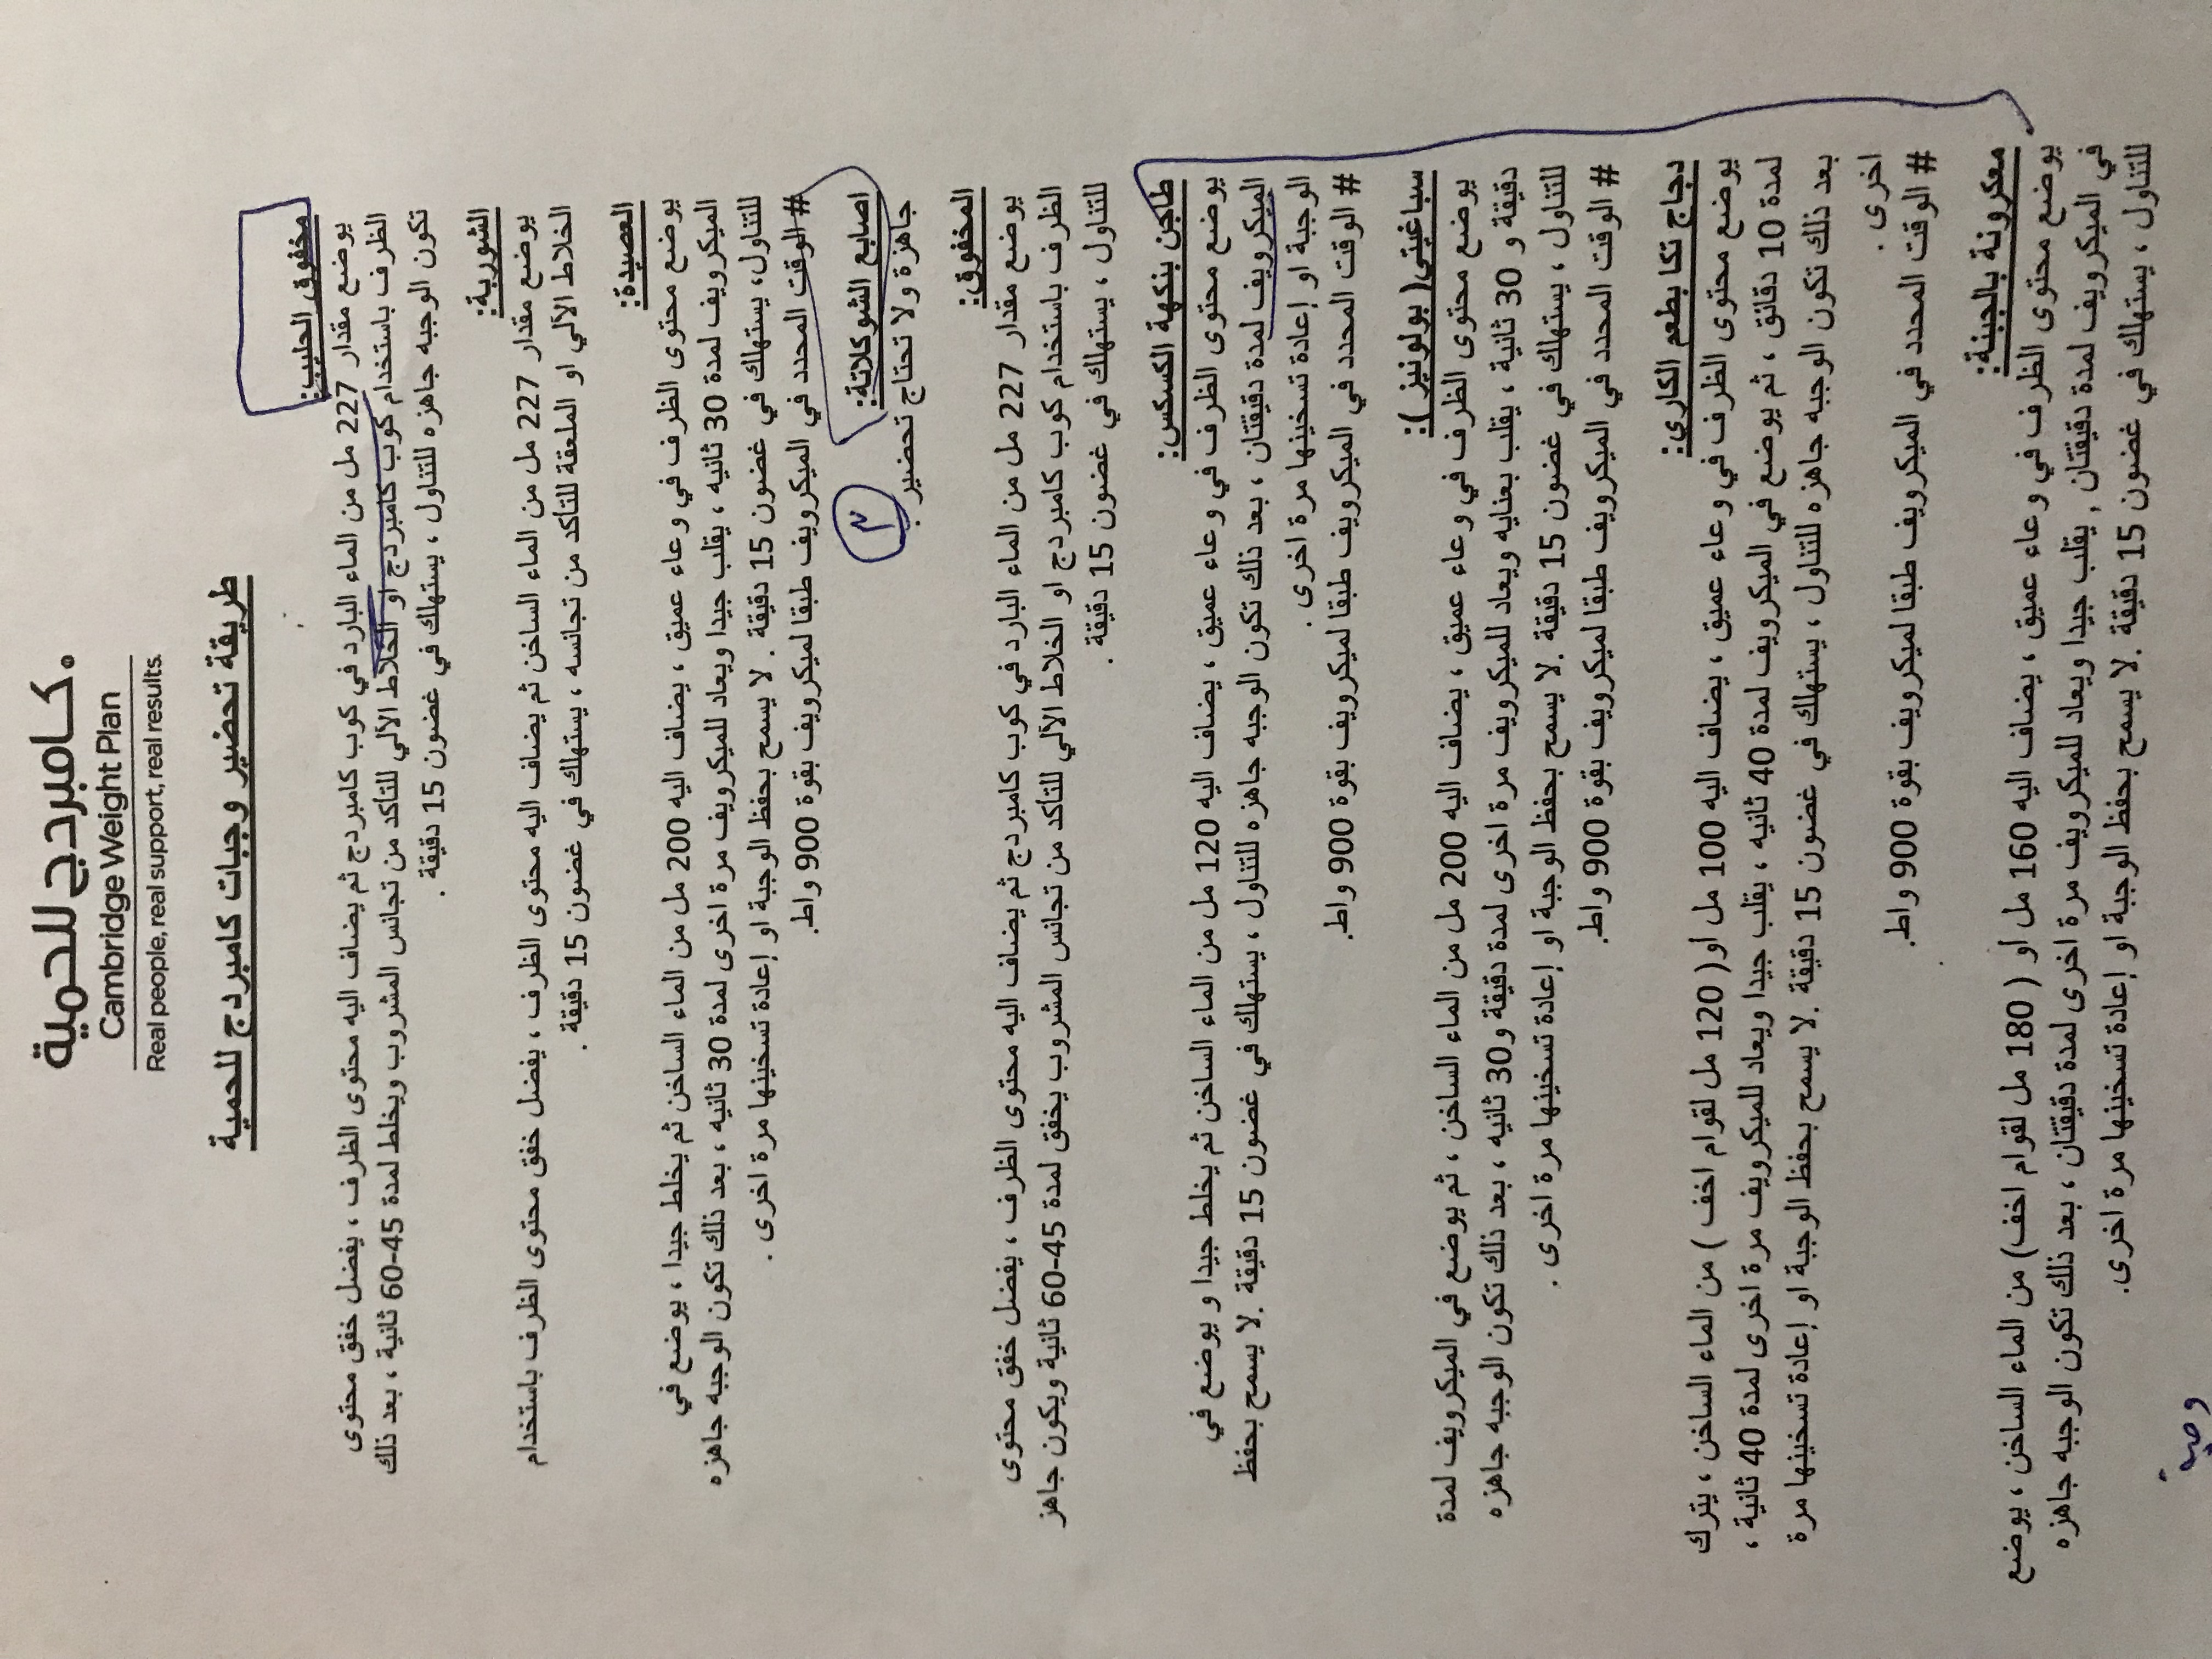 كامبردج للحمية.
Cambridge Weight Plan
Real people, real support, real results.
طريقة تحضير وجبات كامبردج للحمية
مخفوق الحليب:
يوضع مقدار 227 مل من الماء البارد في كوب كامبردج ثم يضاف اليه محتوى الظرف ، يفضل خفق محتوى
الظرف باستخدام كوب كامبردج او الخلاط الآلي للتأكد من تجانس المشروب ويخلط لمدة 45-60 ثانية ، بعد ذلك
تكون الوجبه جاهزه للتناول ، يستهلك في غضون 15 دقيقة .
الشوربة:
يوضع مقدار 227 مل من الماء الساخن ثم يضاف اليه محتوى الظرف ، يفضل خفق محتوى الظرف باستخدام
الخلاط الآلي او الملعقة للتأكد من تجانسه ، يستهلك في غضون 15 دقيقة .
العصيدة:
يوضع محتوى الظرف في وعاء عميق ، يضاف اليه 200 مل من الماء الساخن ثم يخلط جيدا ، يوضع في
الميكرويف لمدة 30 ثانيه ، يقلب جيدا ويعاد للميكرويف مرة اخرى لمدة 30 ثانيه ، بعد ذلك تكون الوجبه جاهزه
للتناول، يستهلك في غضون 15 دقيقة . لا يسمح بحفظ الوجبة او إعادة تسخينها مرة اخرى .
# الوقت المحدد في الميكرويف طبقا لميكرويف بقوة 900 واط.
اصابع الشوكلاتة: ٣
جاهزة ولا تحتاج تحضير .
المخفوق:
يوضع مقدار 227 مل من الماء البارد في كوب كامبردج ثم يضاف اليه محتوى الظرف ، يفضل خفق محتوى
الظرف باستخدام كوب كامبردج او الخلاط الآلي للتأكد من تجانس المشروب يخفق لمدة 45-60 ثانية ويكون جاهز
للتناول ، يستهلك في غضون 15 دقيقة .
طاجن بنكهة الكسكس:
يوضع محتوى الظرف في وعاء عميق ، يضاف اليه 120 مل من الماء الساخن ثم يخلط جيدا و يوضع في
الميكرويف لمدة دقيقتان ، بعد ذلك تكون الوجبه جاهزه للتناول ، يستهلك في غضون 15 دقيقة .لا يسمح بحفظ
الوجبة او إعادة تسخينها مرة اخرى .
# الوقت المحدد في الميكرويف طبقا لميكرويف بقوة 900 واط.
سباغيتي( بولونيز ):
يوضع محتوى الظرف في وعاء عميق ، يضاف اليه 200 مل من الماء الساخن ، ثم يوضع في الميكرويف لمدة
دقيقة و 30 ثانية ، يقلب بعنايه ويعاد للميكرويف مرة اخرى لمدة دقيقة و30 ثانيه ، بعد ذلك تكون الوجبه جاهزه
للتناول ، يستهلك في غضون 15 دقيقة .لا يسمح بحفظ الوجبة او إعادة تسخينها مرة اخرى .
# الوقت المحدد في الميكرويف طبقا لميكرويف بقوة 900 واط.
دجاج تكا بطعم الكاري:
يوضع محتوى الظرف في وعاء عميق ، يضاف اليه 100 مل أو( 120 مل لقوام اخف ) من الماء الساخن ، يترك
لمدة 10 دقائق ، ثم يوضع في الميكرويف لمدة 40 ثانيه ، يقلب جيدا ويعاد للميكرويف مرة اخرى لمدة 40 ثانية ،
بعد ذلك تكون الوجبه جاهزه للتناول ، يستهلك في غضون 15 دقيقة .لا يسمح بحفظ الوجبة او إعادة تسخينها مرة
اخرى .
# الوقت المحدد في الميكرويف طبقا لميكرويف بقوة 900 واط.
معكرونة بالجبنة:
يوضع محتوى الظرف في وعاء عميق ، يضاف اليه 160 مل أو ( 180 مل لقوام اخف) من الماء الساخن ، يوضع
في الميكرويف لمدة دقيقتان , يقلب جيدا ويعاد للميكرويف مرة اخرى لمدة دقيقتان ، بعد ذلك تكون الوجبه جاهزه
للتناول ، يستهلك في غضون 15 دقيقة .لا يسمح بحفظ الوجبة او إعادة تسخينها مرة اخرى.